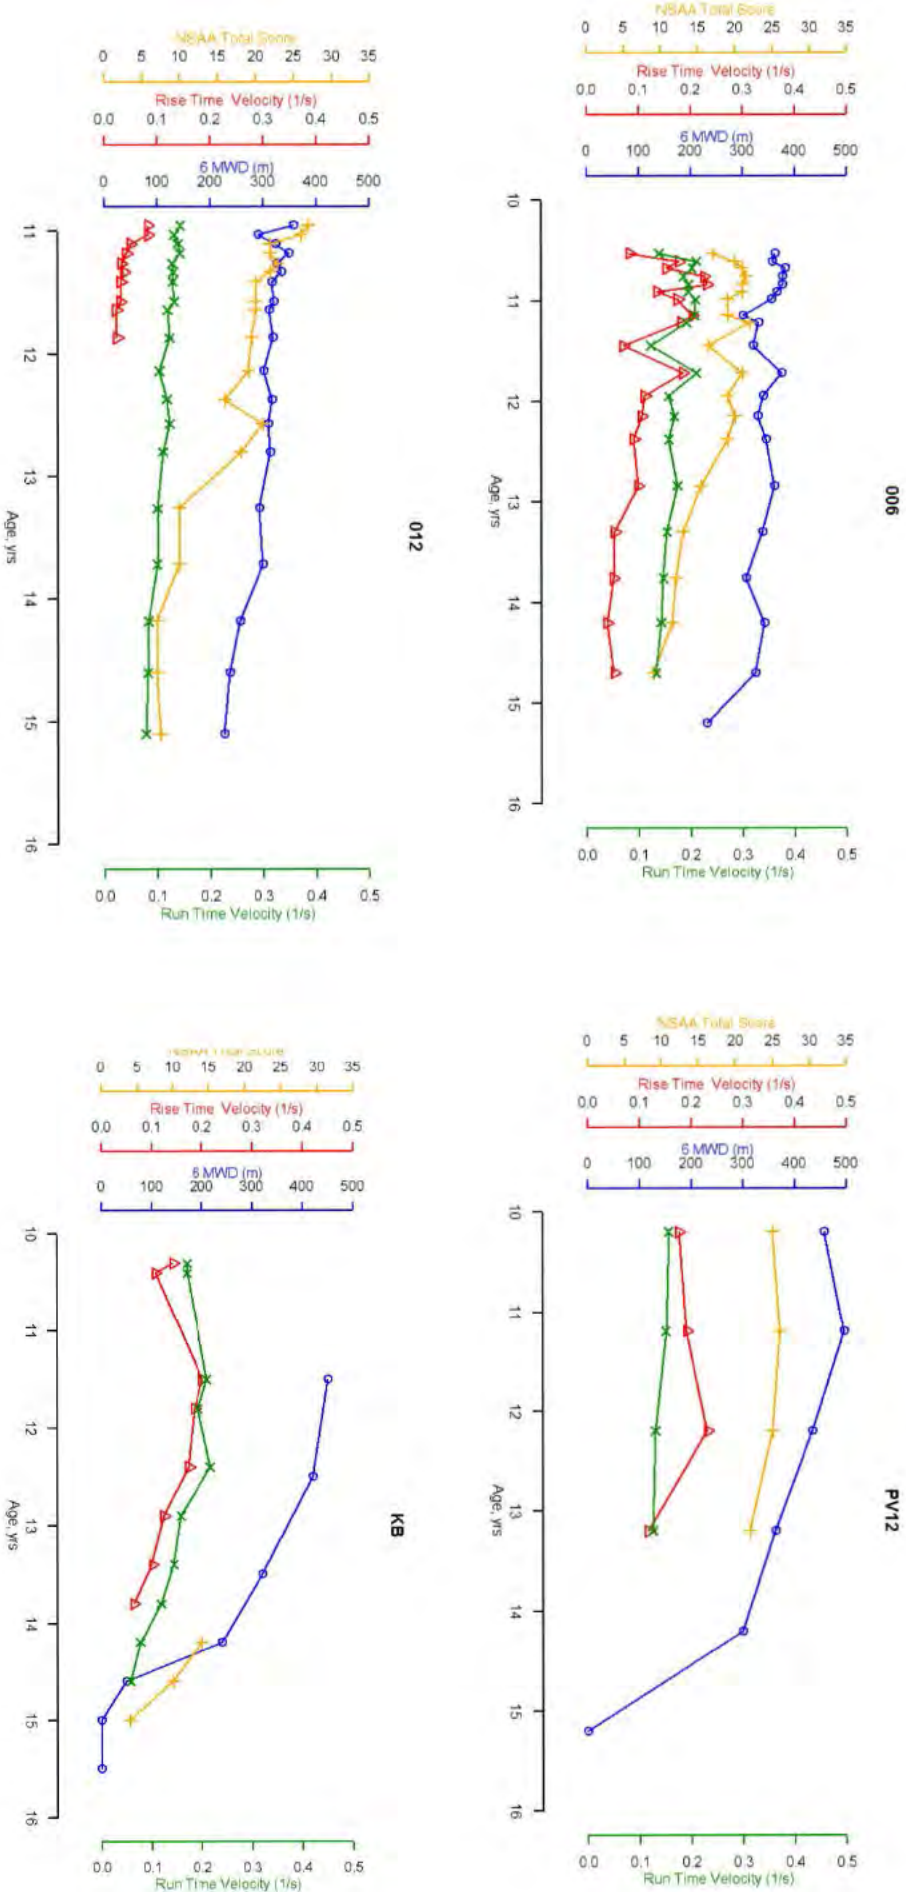 NSAA Total Score
0 5 10 15 20 25 30 35
Rise Time Velocity (1/s)
0.0 0.1 0.2 0.3 0.4 0.5
6 MWD (m)
0 100 200 300 400 500
10 11 12 13 14 15 16
Age, yrs
006
0.0 0.1 0.2 0.3 0.4 0.5
Run Time Velocity (1/s)
NSAA Total Score
0 5 10 15 20 25 30 35
Rise Time Velocity (1/s)
0.0 0.1 0.2 0.3 0.4 0.5
6 MWD (m)
0 100 200 300 400 500
10 11 12 13 14 15 16
Age, yrs
PV12
0.0 0.1 0.2 0.3 0.4 0.5
Run Time Velocity (1/s)
NSAA Total Score
0 5 10 15 20 25 30 35
Rise Time Velocity (1/s)
0.0 0.1 0.2 0.3 0.4 0.5
6 MWD (m)
0 100 200 300 400 500
11 12 13 14 15 16
Age, yrs
012
0.0 0.1 0.2 0.3 0.4 0.5
Run Time Velocity (1/s)
NSAA Total Score
0 5 10 15 20 25 30 35
Rise Time Velocity (1/s)
0.0 0.1 0.2 0.3 0.4 0.5
6 MWD (m)
0 100 200 300 400 500
10 11 12 13 14 15 16
Age, yrs
KB
0.0 0.1 0.2 0.3 0.4 0.5
Run Time Velocity (1/s)